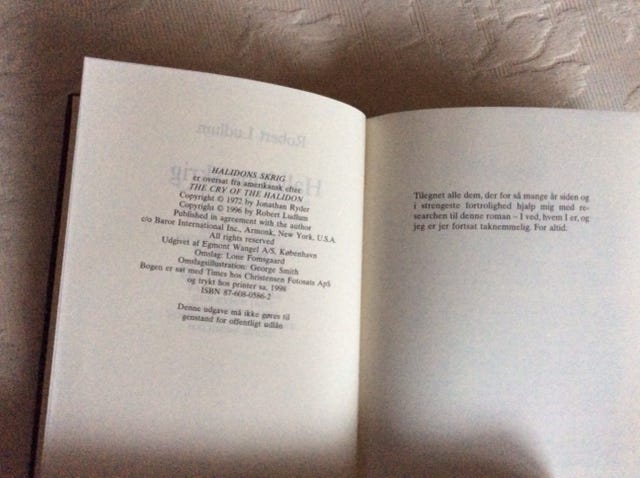 HALIDONS SKRIG
er oversat fra amerikansk efter
THE CRY OF THE HALIDON
Copyright © 1972 by Jonathan Ryder
Copyright © 1996 by Robert Ludlum
Published in agreement with the author
c/o Baror International Inc., Armonk, New York, U.S.A.
All rights reserved
Udgivet af Egmont Wangel A/S, København
Omslag: Lone Fomsgaard
Omslagsillustration: George Smith
Bogen er sat med Times hos Christensen Fotosats ApS
og trykt hos printer sa, 1998
ISBN 87-608-0586-2
Denne udgave må ikke gøres til
genstand for offentligt udlån
Tilegnet alle dem, der for så mange år siden og
i strengeste fortrolighed hjalp mig med re-
searchen til denne roman – I ved, hvem I er, og
jeg er jer fortsat taknemmelig. For altid.
Robert Ludlum